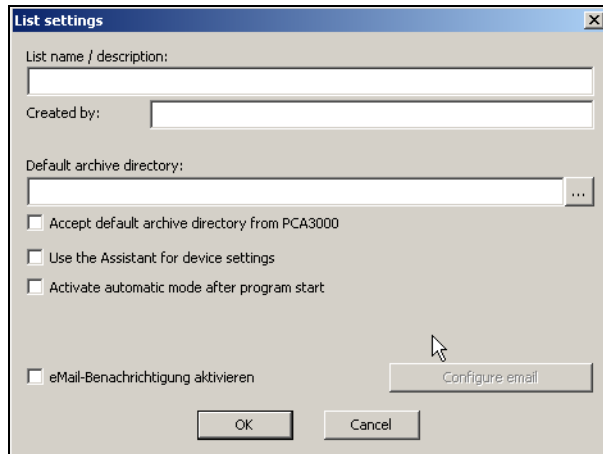 List settings
List name / description:
Created by:
Default archive directory:
...
Accept default archive directory from PCA3000
Use the Assistant for device settings
Activate automatic mode after program start
eMail-Benachrichtigung aktivieren
Configure email
OK
Cancel